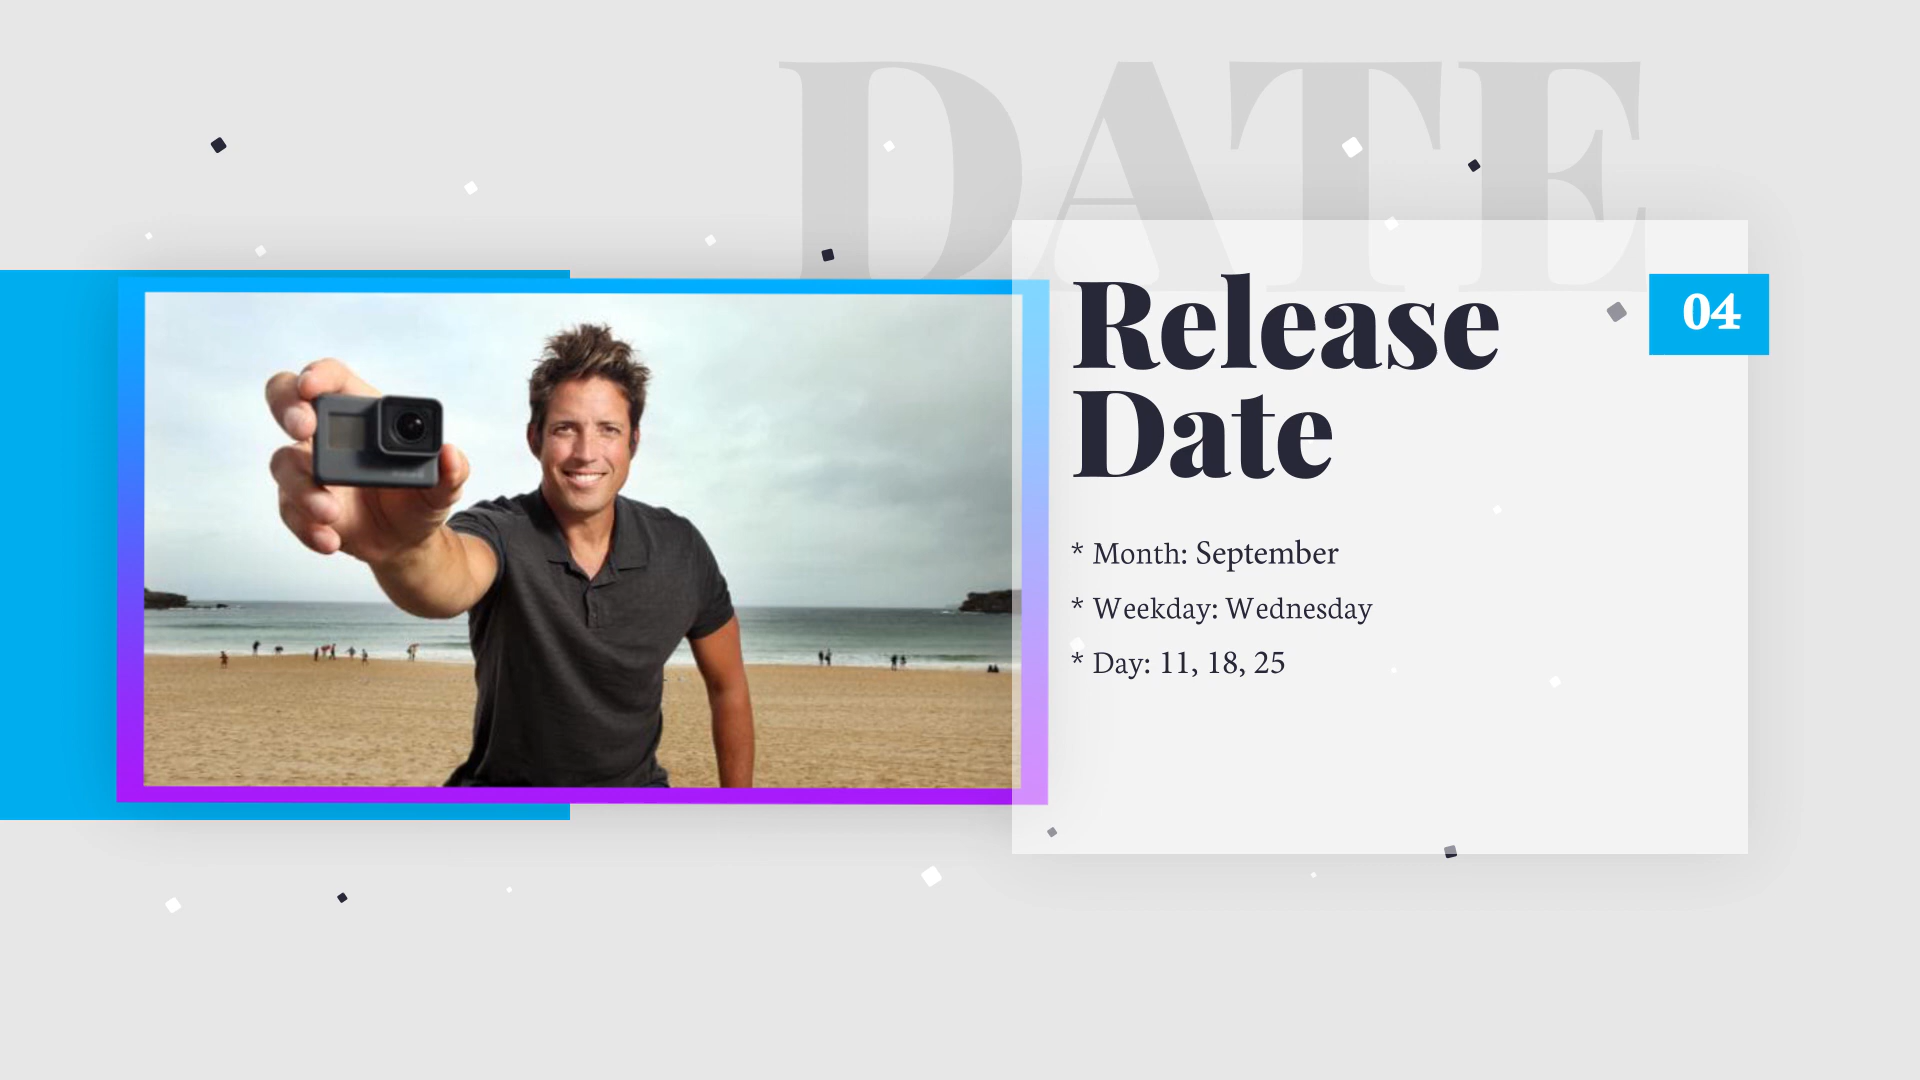 DATE
Release
Date
04
* Month: September
* Weekday: Wednesday
* Day: 11, 18, 25